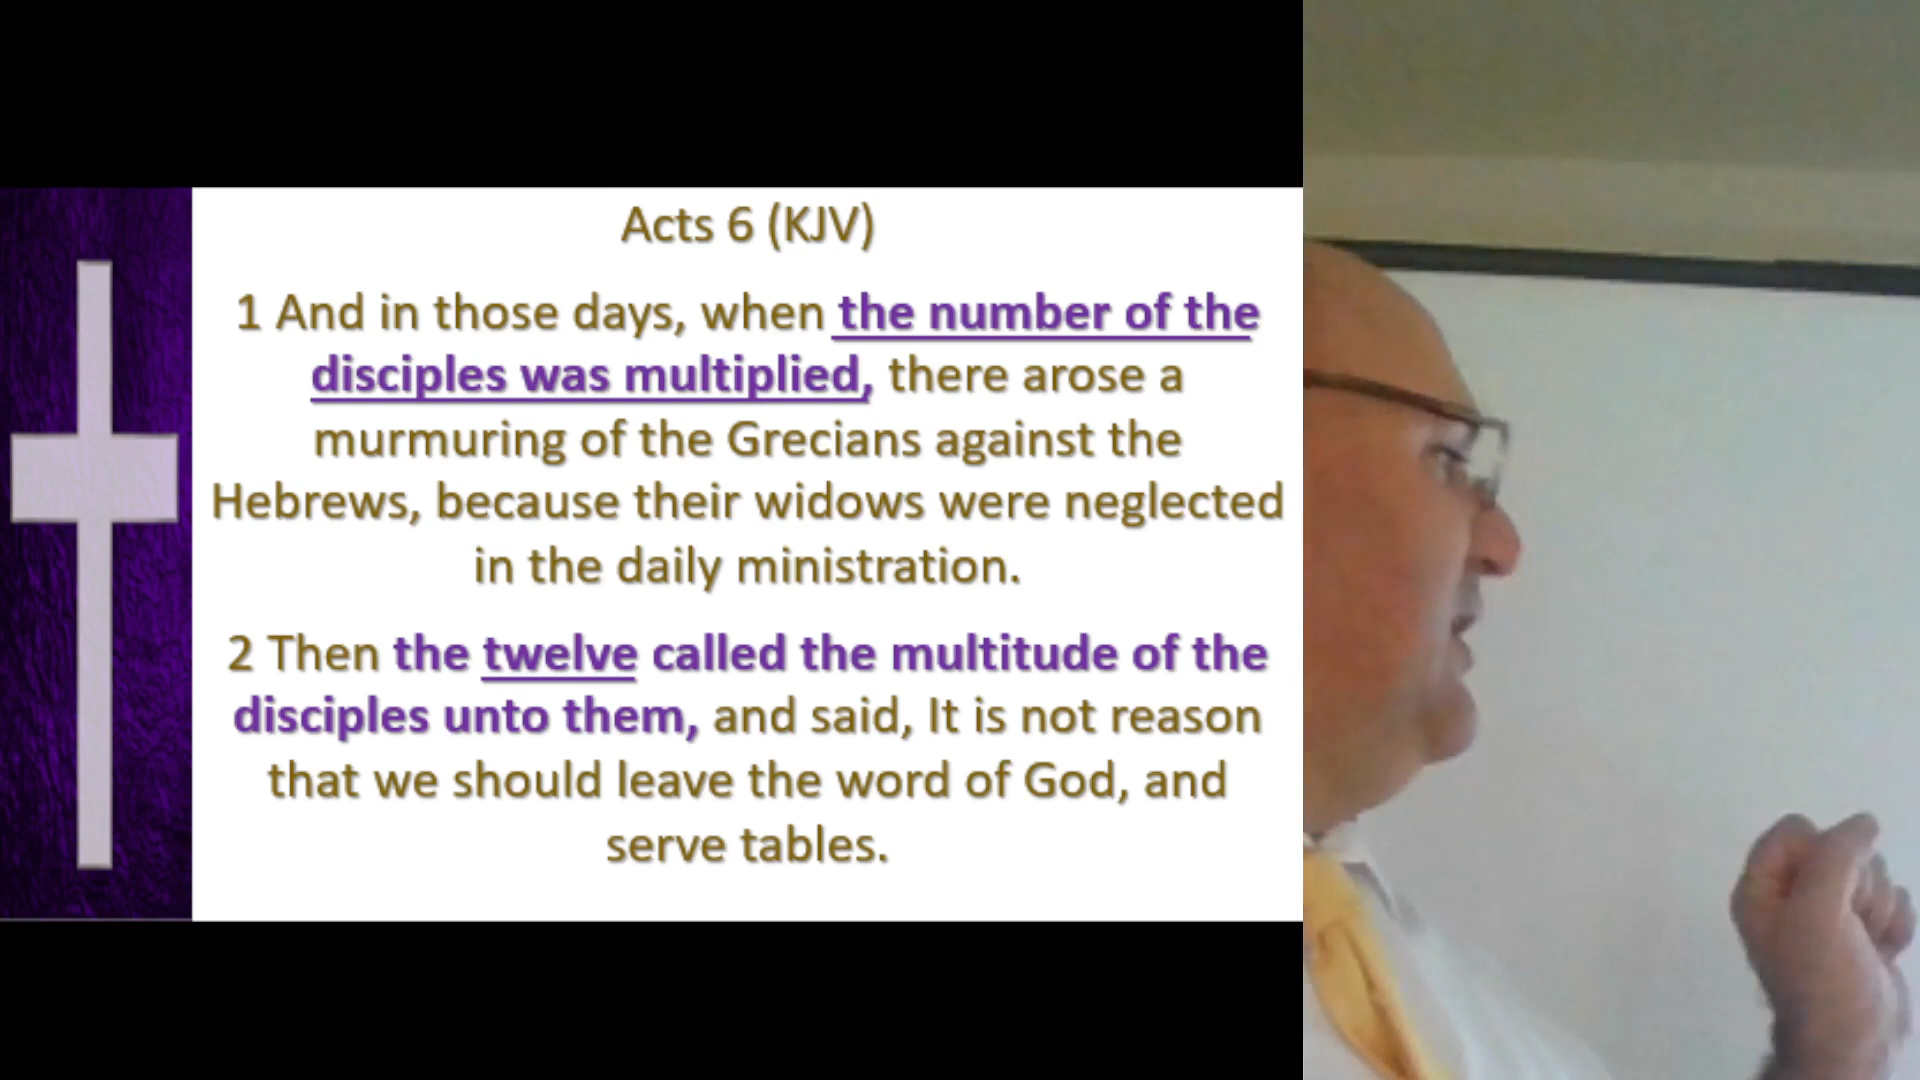 Acts 6 (KJV)
1 And in those days, when the number of the
disciples was multiplied, there arose a
murmuring of the Grecians against the
Hebrews, because their widows were neglected
in the daily ministration.
2 Then the twelve called the multitude of the
disciples unto them, and said, It is not reason
that we should leave the word of God, and
serve tables.